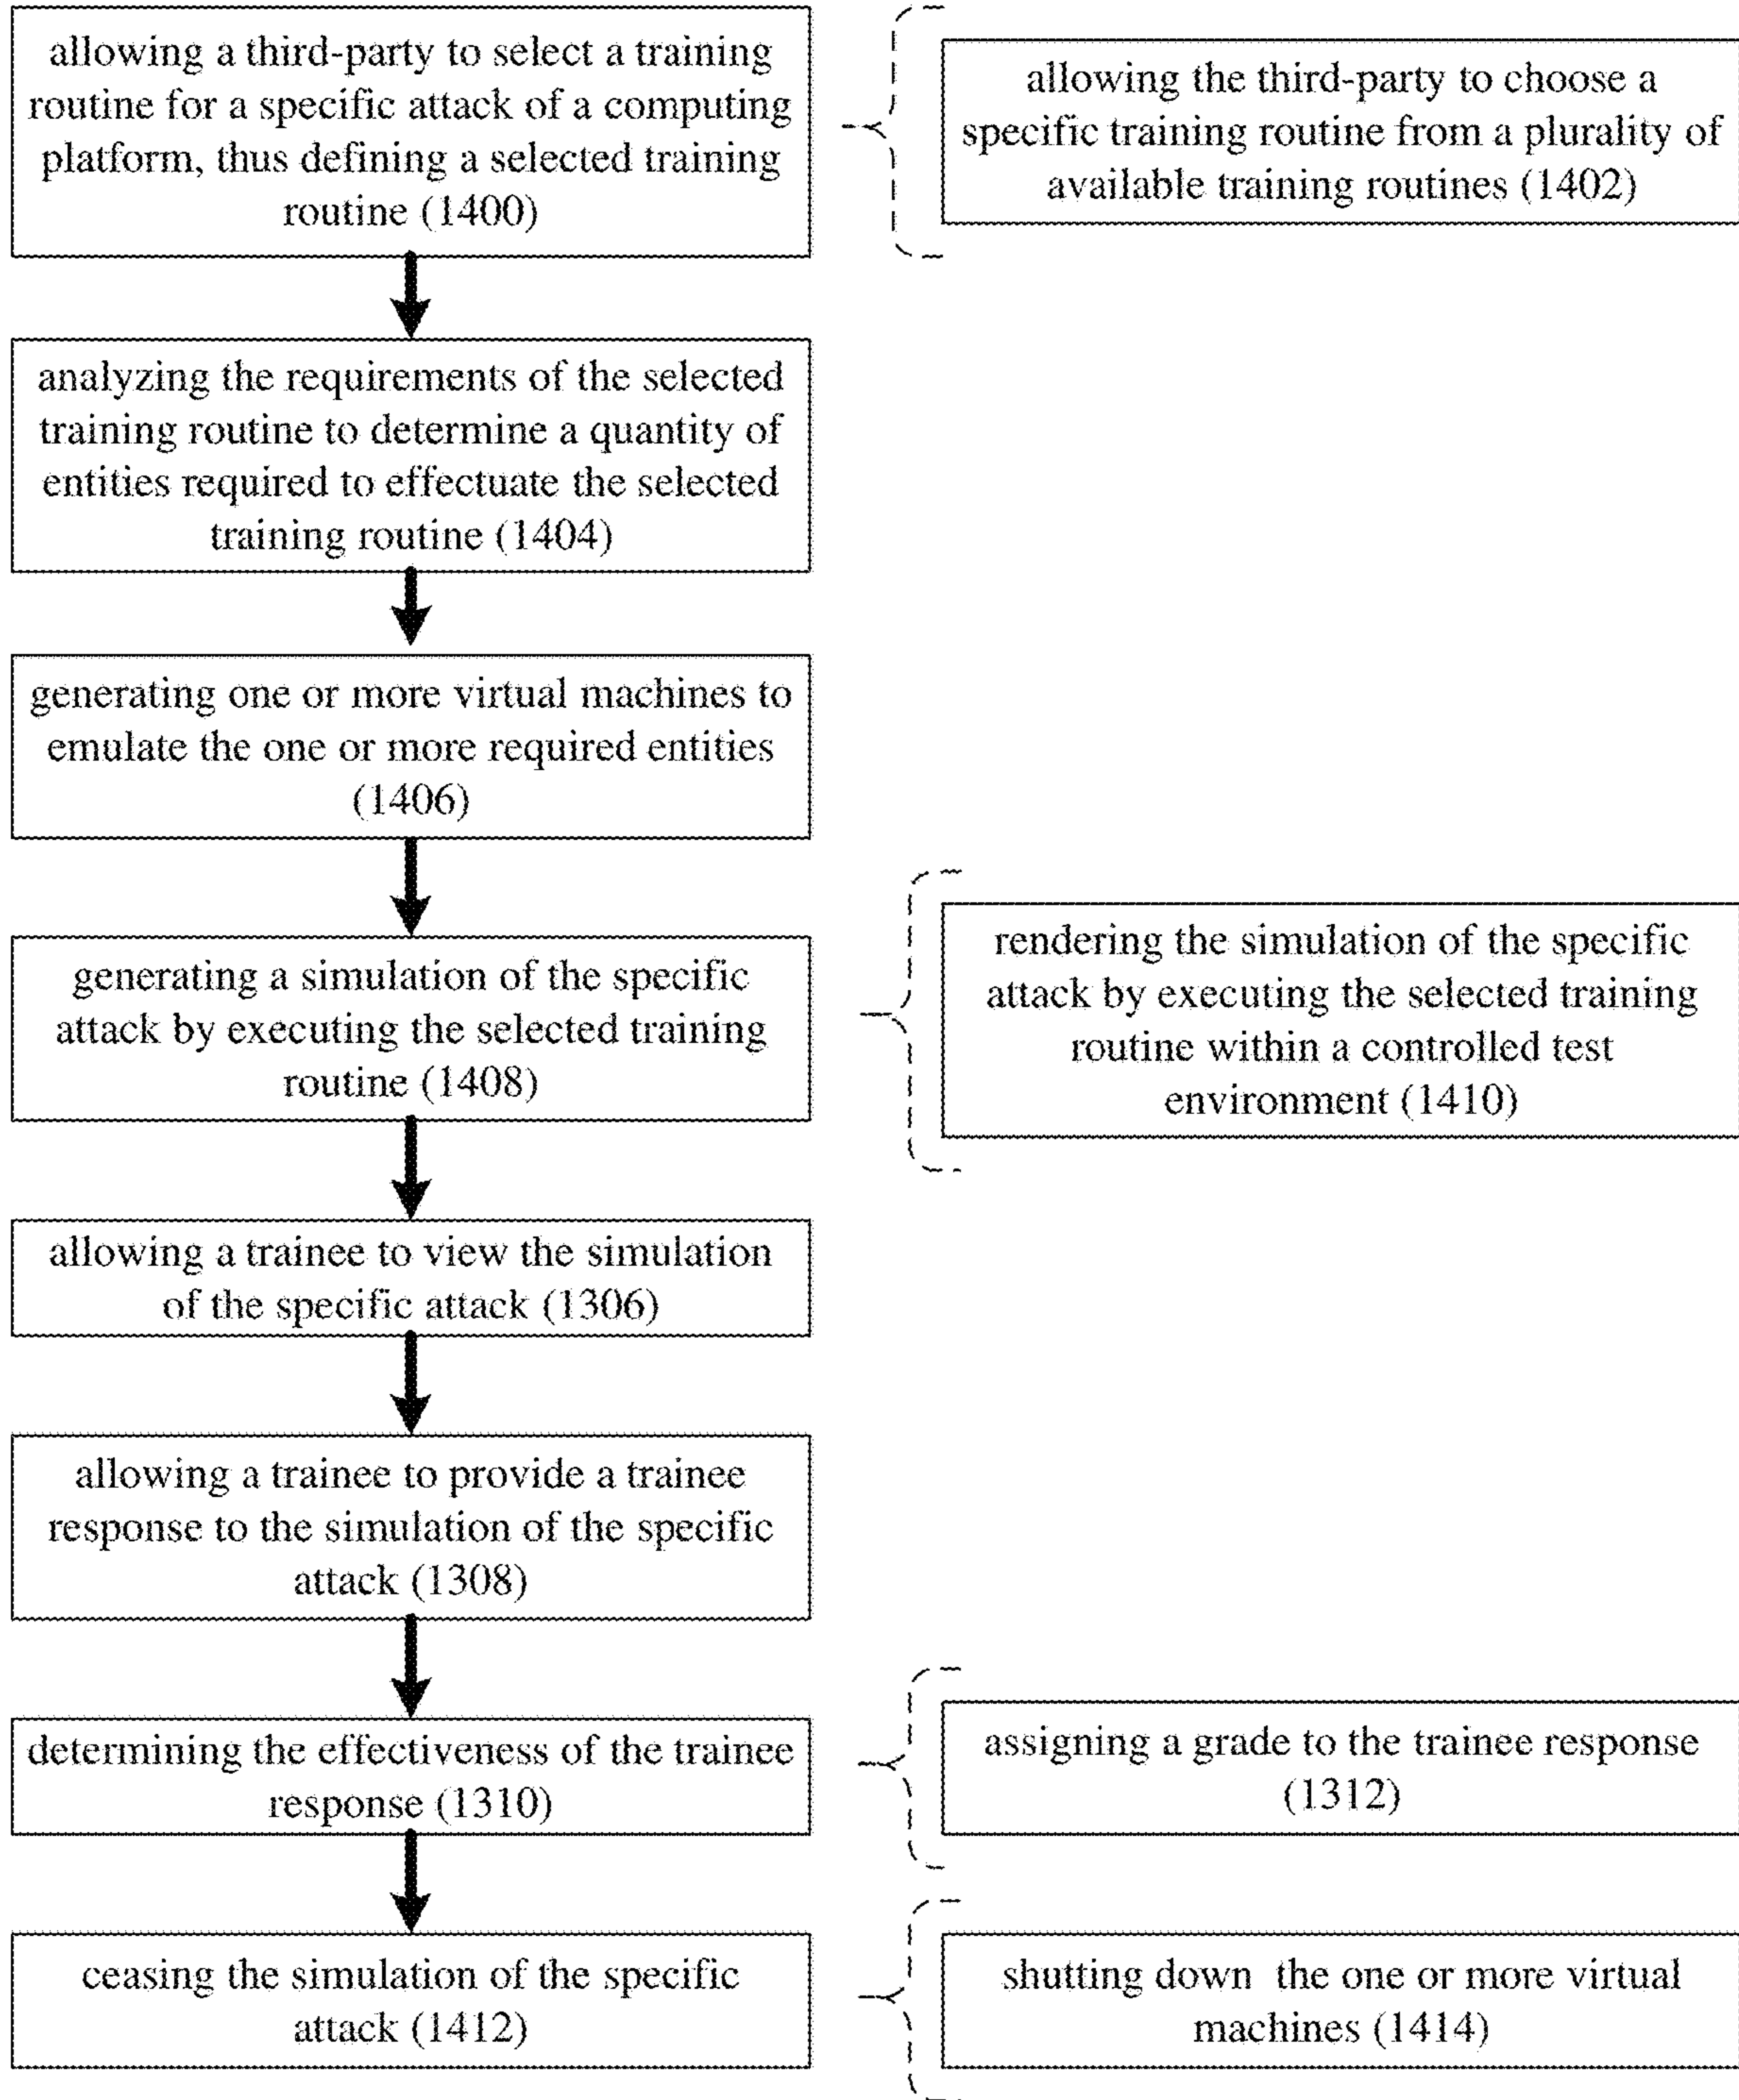 allowing a third-party to select a training
routine for a specific attack of a computing
platform, thus defining a selected training
routine (1400)
allowing the third-party to choose a
specific training routine from a plurality of
available training routines (1402)
analyzing the requirements of the selected
training routine to determine a quantity of
entities required to effectuate the selected
training routine (1404)
generating one or more virtual machines to
emulate the one or more required entities
(1406)
generating a simulation of the specific
attack by executing the selected training
routine (1408)
rendering the simulation of the specific
attack by executing the selected training
routine within a controlled test
environment (1410)
allowing a trainee to view the simulation
of the specific attack (1306)
allowing a trainee to provide a trainee
response to the simulation of the specific
attack (1308)
determining the effectiveness of the trainee
response (1310)
assigning a grade to the trainee response
(1312)
ceasing the simulation of the specific
attack (1412)
shutting down the one or more virtual
machines (1414)